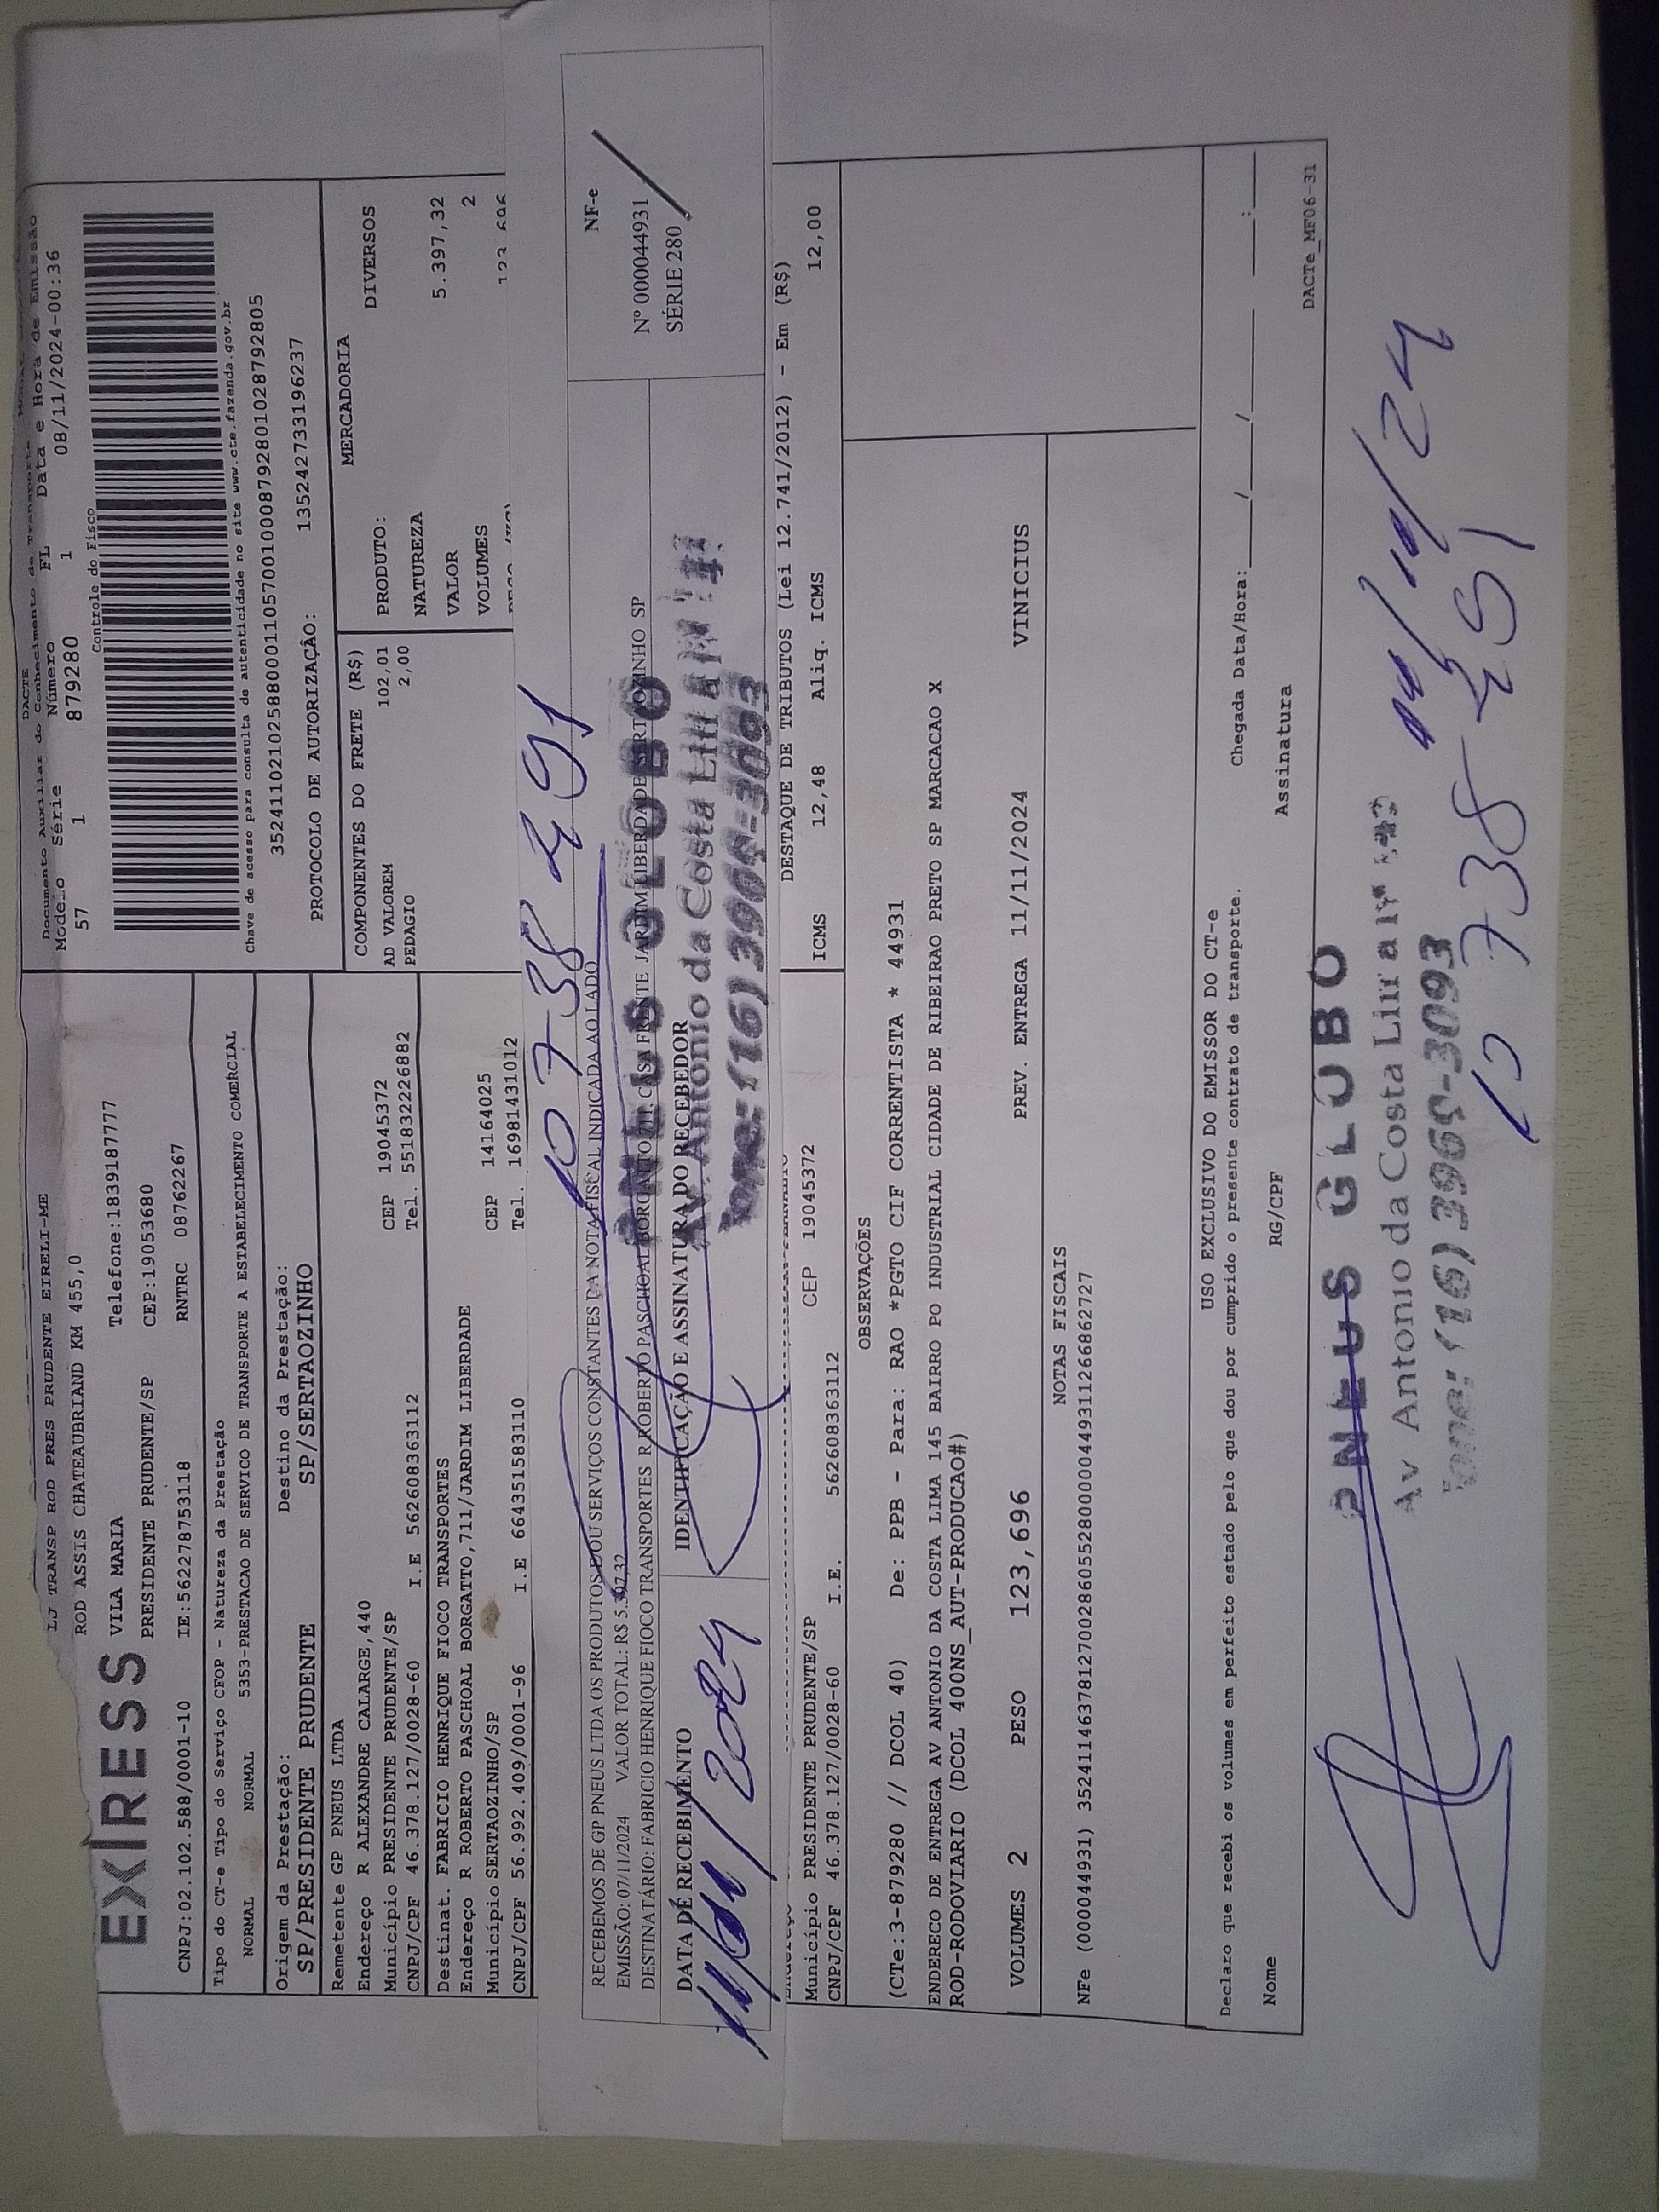 EXPRESS
LJ TRANSP ROD PRES PRUDENTE EIRELI-ME
ROD ASSIS CHATEAUBRIAND KM 455,0
VILA MARIA Telefone:1839187777
PRESIDENTE PRUDENTE/SP CEP:19053680
CNPJ:02.102.588/0001-10 IE:562278753118 RNTRC 08762267
DACTE
Documento Auxiliar do Conhecimento de Transporte
Modelo Série Número FL Data e Hora de Emissão
57 1 879280 1 08/11/2024-00:36
Controle do Fisco
Chave de acesso para consulta de autenticidade no site www.cte.fazenda.gov.br
35241102102588000110570010008792801028792805
PROTOCOLO DE AUTORIZAÇÃO: 135242733196237
Tipo do CT-e Tipo do Serviço CFOP - Natureza da Prestação
NORMAL NORMAL 5353-PRESTACAO DE SERVICO DE TRANSPORTE A ESTABELECIMENTO COMERCIAL
Origem da Prestação: Destino da Prestação:
SP/PRESIDENTE PRUDENTE SP/SERTAOZINHO
Remetente GP PNEUS LTDA
Endereço R ALEXANDRE CALARGE,440 CEP 19045372
Município PRESIDENTE PRUDENTE/SP Tel. 551832226882
CNPJ/CPF 46.378.127/0028-60 I.E 562608363112
Destinat. FABRICIO HENRIQUE FIOCO TRANSPORTES
Endereço R ROBERTO PASCHOAL BORGATTO,711/JARDIM LIBERDADE
Município SERTAOZINHO/SP CEP 14164025
CNPJ/CPF 56.992.409/0001-96 I.E 664351583110 Tel. 16981431012
COMPONENTES DO FRETE (R$)
AD VALOREM 102,01
PEDAGIO 2,00
MERCADORIA
PRODUTO: DIVERSOS
NATUREZA
VALOR 5.397,32
VOLUMES 2
RECEBEMOS DE GP PNEUS LTDA OS PRODUTOS/OU SERVIÇOS CONSTANTES DA NOTA FISCAL INDICADA AO LADO
EMISSÃO: 07/11/2024 VALOR TOTAL: R$ 5.397,32
DESTINATÁRIO: FABRICIO HENRIQUE FIOCO TRANSPORTES R ROBERTO PASCHOAL BORGATTO 711 CASA FRENTE JARDIM LIBERDADE SERTAOZINHO SP
DATA DE RECEBIMENTO IDENTIFICAÇÃO E ASSINATURA DO RECEBEDOR
11/11/2024
NF-e
Nº 000044931
SÉRIE 280
PNEUS GLOBO
Av. Antonio da Costa Lima
Fone: (16) 3969-3093
Município PRESIDENTE PRUDENTE/SP CEP 19045372
CNPJ/CPF 46.378.127/0028-60 I.E. 562608363112
DESTAQUE DE TRIBUTOS (Lei 12.741/2012) - Em (R$)
ICMS 12,48 Aliq. ICMS 12,00
OBSERVAÇÕES
(CTe:3-879280 // DCOL 40) De: PPB - Para: RAO *PGTO CIF CORRENTISTA * 44931
ENDERECO DE ENTREGA AV ANTONIO DA COSTA LIMA 145 BAIRRO PO INDUSTRIAL CIDADE DE RIBEIRAO PRETO SP MARCACAO X
ROD-RODOVIARIO (DCOL 400NS_AUT-PRODUCAO#)
VOLUMES 2 PESO 123,696 PREV. ENTREGA 11/11/2024 VINICIUS
NOTAS FISCAIS
NFe (000044931) 35241146378127002860552800000449311266862727
USO EXCLUSIVO DO EMISSOR DO CT-e
Declaro que recebi os volumes em perfeito estado pelo que dou por cumprido o presente contrato de transporte.
Chegada Data/Hora:____/____/____ ___:___
Nome RG/CPF Assinatura
DACTe_MF06-31
PNEUS GLOBO
Av Antonio da Costa Lima
Fone: (16) 3969-3093